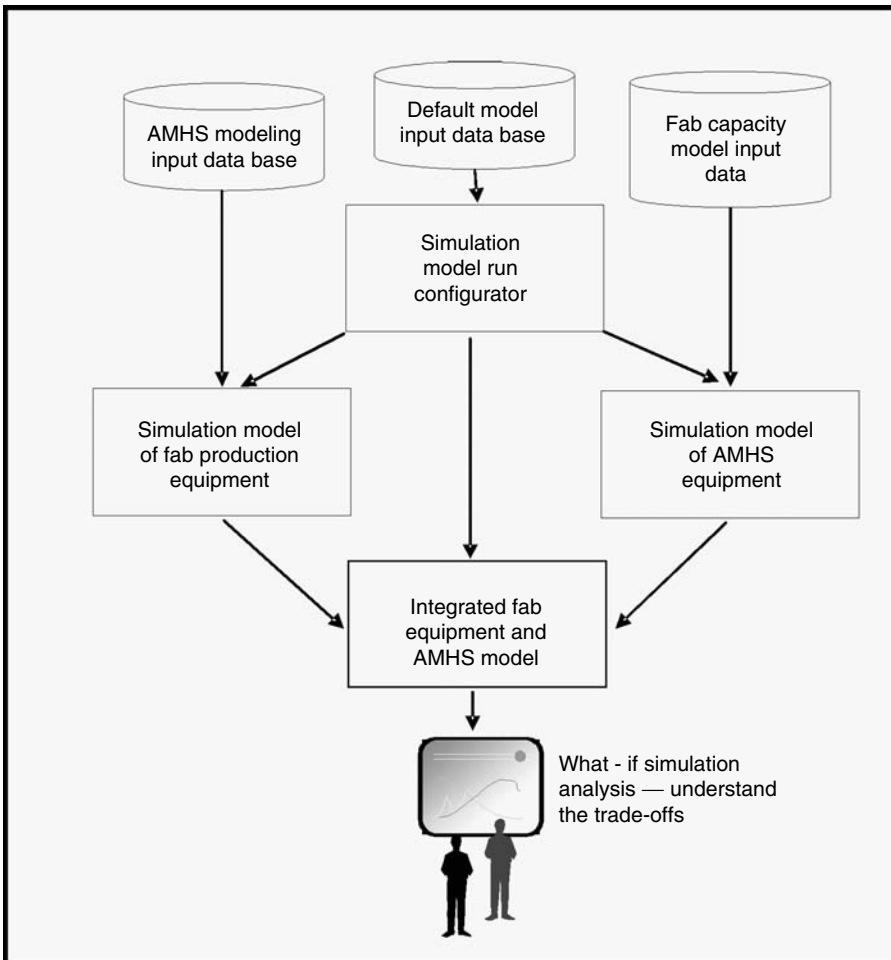 AMHS modeling
input data base
Default model
input data base
Fab capacity
model input
data
Simulation
model run
configurator
Simulation model
of fab production
equipment
Simulation model
of AMHS
equipment
Integrated fab
equipment and
AMHS model
What - if simulation
analysis — understand
the trade-offs